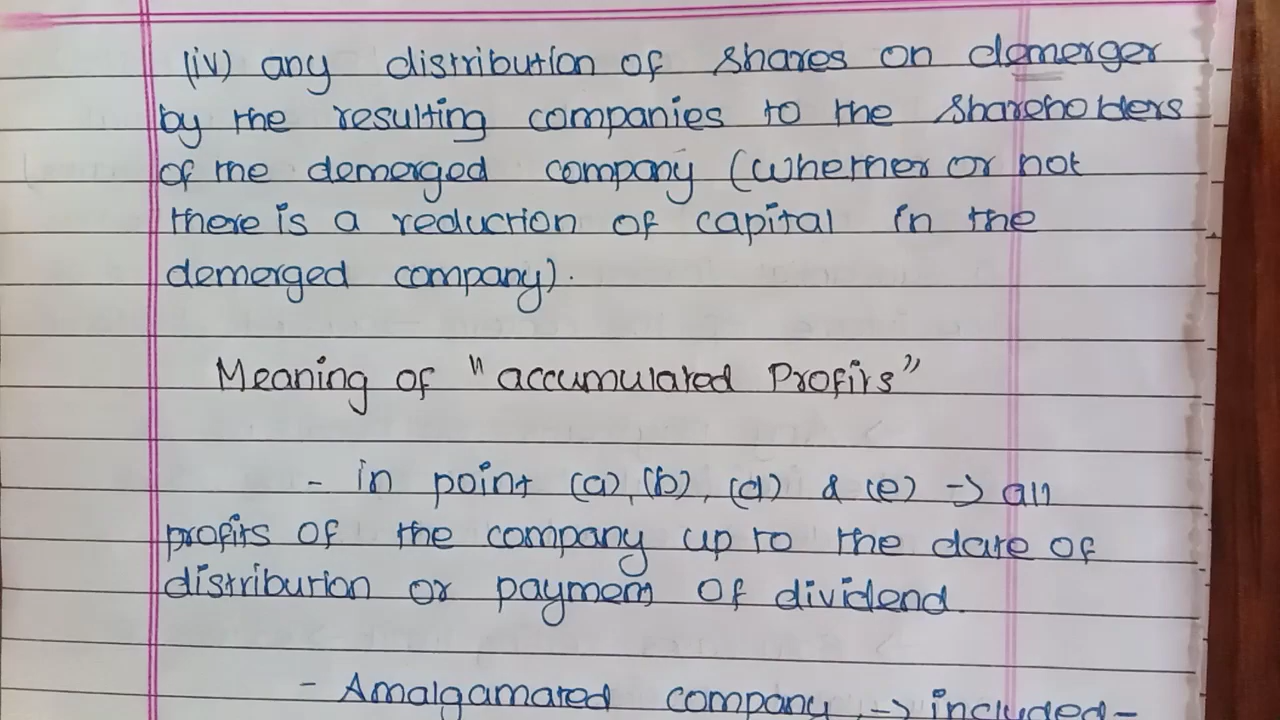 (iv) any distribution of shares on demerger
by the resulting companies to the shareholders
of the demerged company (whether or not
there is a reduction of capital in the
demerged company).
Meaning of "accumulated Profits"
- in point (a), (b), (d) & (e) -> all
profits of the company up to the date of
distribution or payment of dividend.
- Amalgamated company -> included-